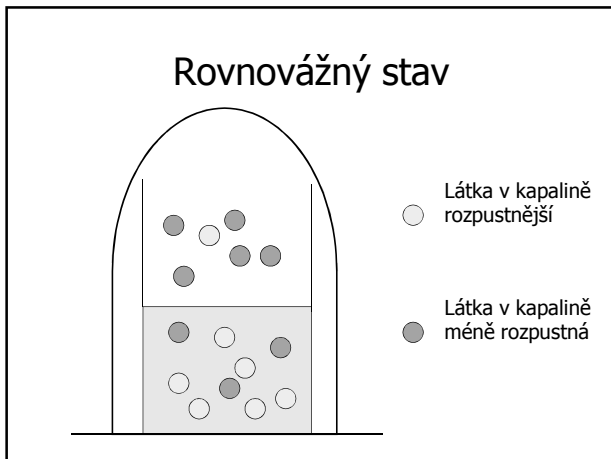 Rovnovážný stav
Látka v kapalině
rozpustnější
Látka v kapalině
méně rozpustná